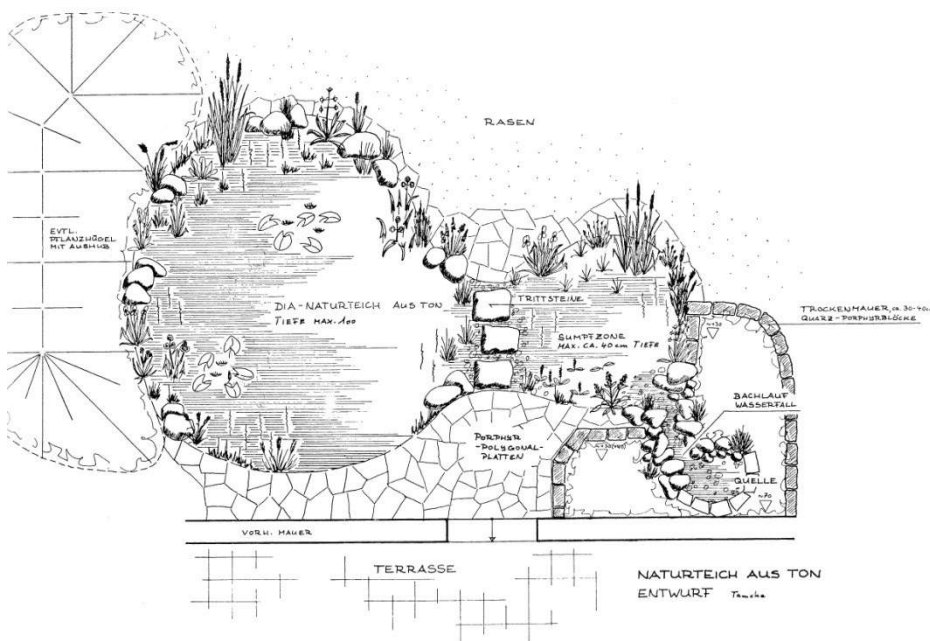 RASEN
EVTL.
PFLANZHÜGEL
MIT AUSHUB
DIA-NATURTEICH AUS TON
TIEFE MAX. 100
TRITTSTEINE
SUMPFZONE
MAX. CA. 40 cm TIEFE
TROCKENMAUER, ca. 30-40
QUARZ-PORPHYRBLÖCKE
BACHLAUF
WASSERFALL
PORPHYR
-POLYGONAL-
PLATTEN
QUELLE
VORH. MAUER
TERRASSE
NATURTEICH AUS TON
ENTWURF